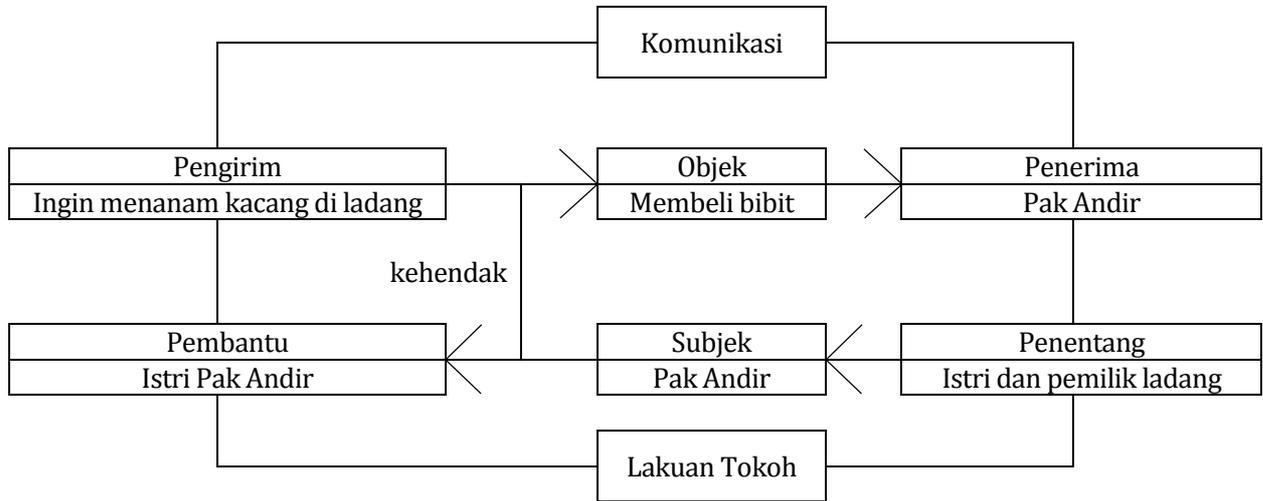 Komunikasi
Pengirim
Ingin menanam kacang di ladang
Objek
Membeli bibit
Penerima
Pak Andir
kehendak
Pembantu
Istri Pak Andir
Subjek
Pak Andir
Penentang
Istri dan pemilik ladang
Lakuan Tokoh